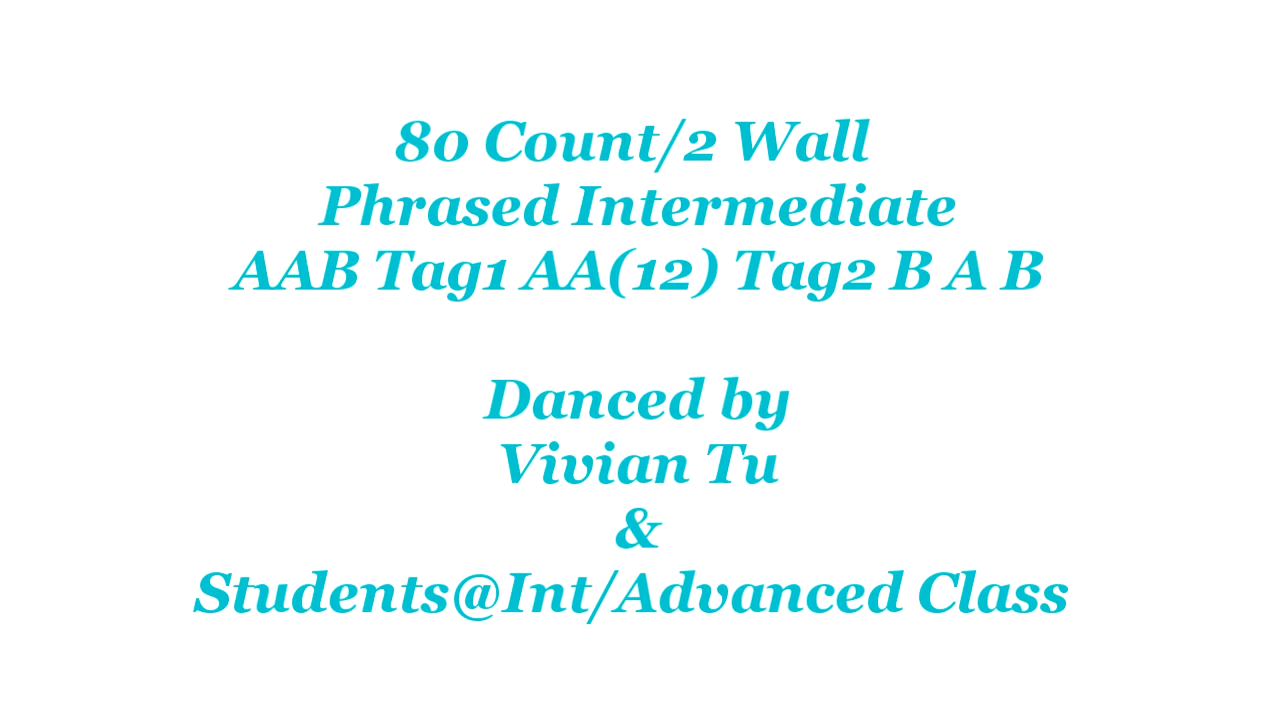 80 Count/2 Wall
Phrased Intermediate
AAB Tag1 AA(12) Tag2 B A B
Danced by
Vivian Tu
&
Students@Int/Advanced Class